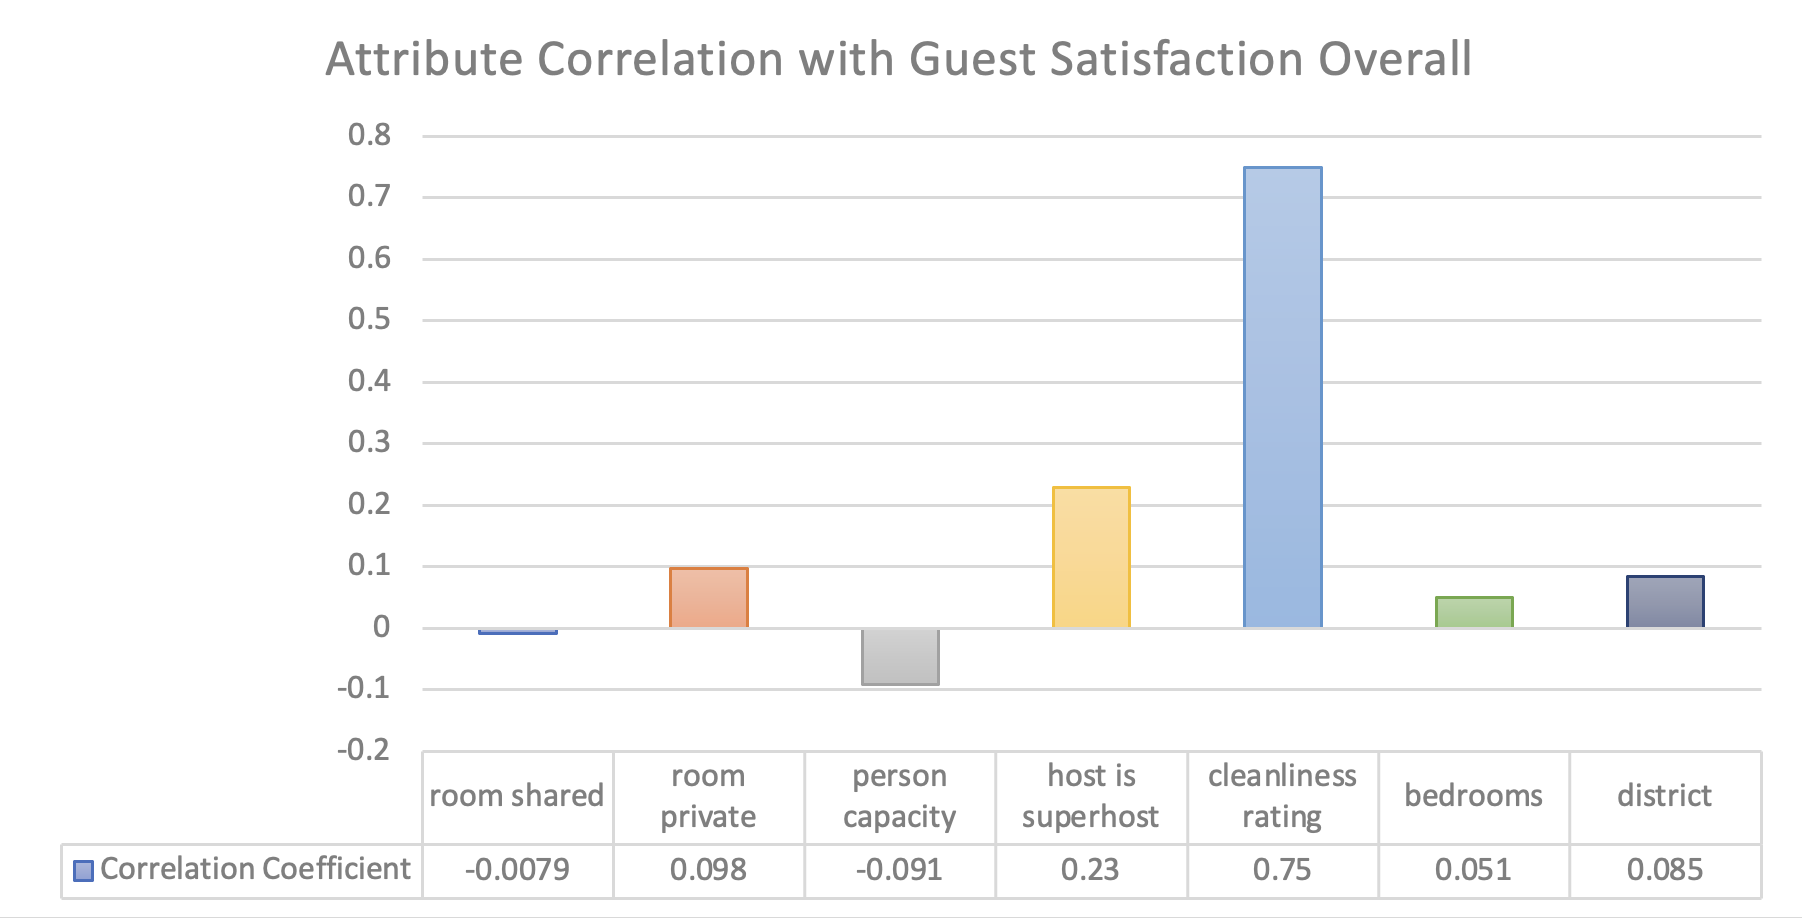 Attribute Correlation with Guest Satisfaction Overall
0.8
0.7
0.6
0.5
0.4
0.3
0.2
0.1
0
-0.1
-0.2
room shared
room
private
person
capacity
host is
superhost
cleanliness
rating
bedrooms
district
Correlation Coefficient -0.0079 0.098 -0.091 0.23 0.75 0.051 0.085